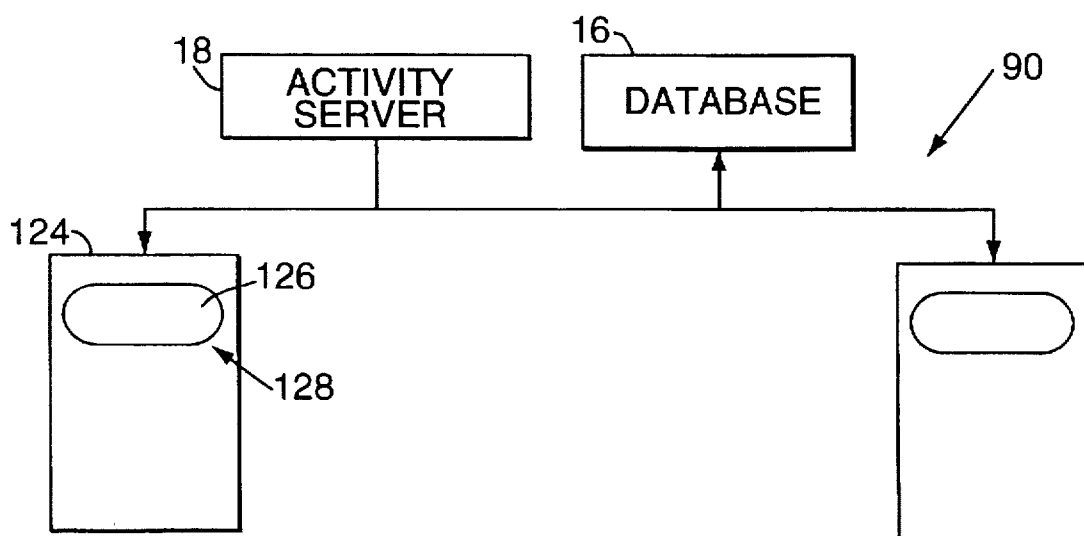 18
ACTIVITY
SERVER
16
DATABASE
90
124
126
128